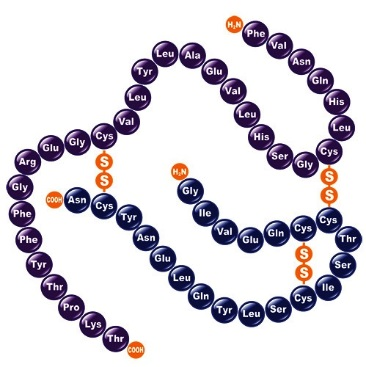 H₂N Phe Val Asn Gln His Leu Cys Gly Ser His Leu Val Glu Ala Leu Tyr Leu Val Cys Gly Glu Arg Gly Phe Phe Tyr Thr Pro Lys Thr COOH
H₂N Gly Ile Val Glu Gln Cys Cys Thr Ser Ile Cys Ser Leu Tyr Gln Leu Glu Asn Tyr Cys Asn COOH
S
S
S
S
S
S